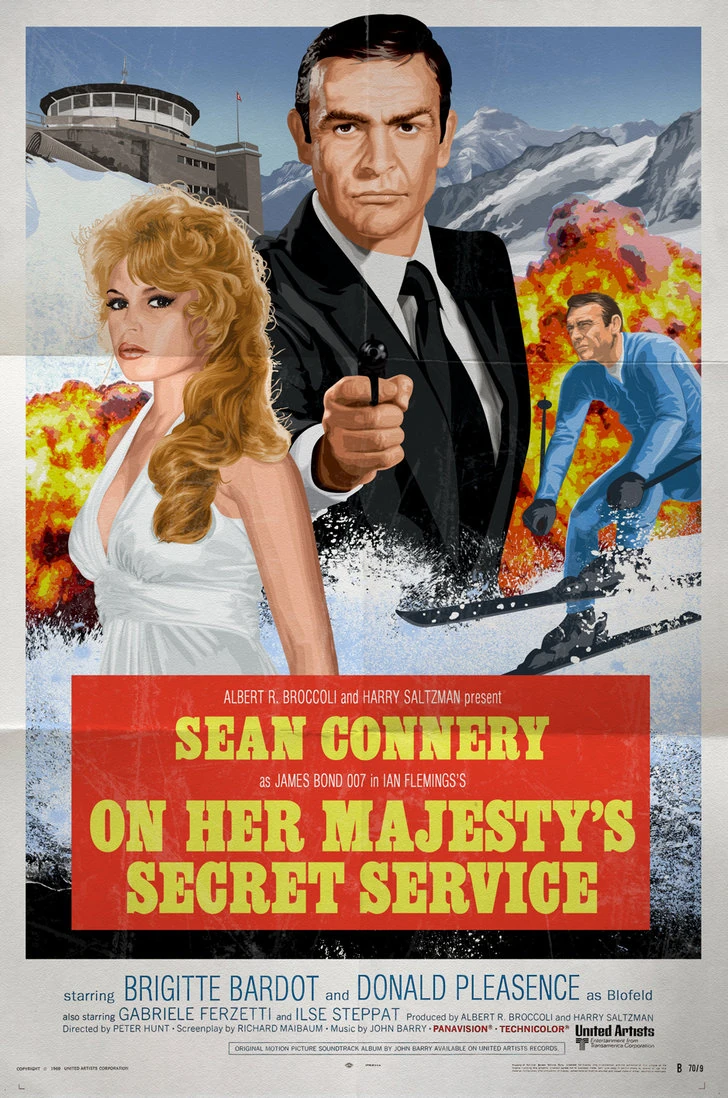 ALBERT R. BROCCOLI and HARRY SALTZMAN present
SEAN CONNERY
as JAMES BOND 007 in IAN FLEMINGS'S
ON HER MAJESTY'S
SECRET SERVICE
starring BRIGITTE BARDOT and DONALD PLEASENCE as Blofeld
also starring GABRIELE FERZETTI and ILSE STEPPAT Produced by ALBERT R. BROCCOLI and HARRY SALTZMAN
Directed by PETER HUNT · Screenplay by RICHARD MAIBAUM · Music by JOHN BARRY · PANAVISION® · TECHNICOLOR®
United Artists
Entertainment from
Transamerica Corporation
ORIGINAL MOTION PICTURE SOUNDTRACK ALBUM BY JOHN BARRY AVAILABLE ON UNITED ARTISTS RECORDS.
COPYRIGHT © 1969 UNITED ARTISTS CORPORATION
B 70/9